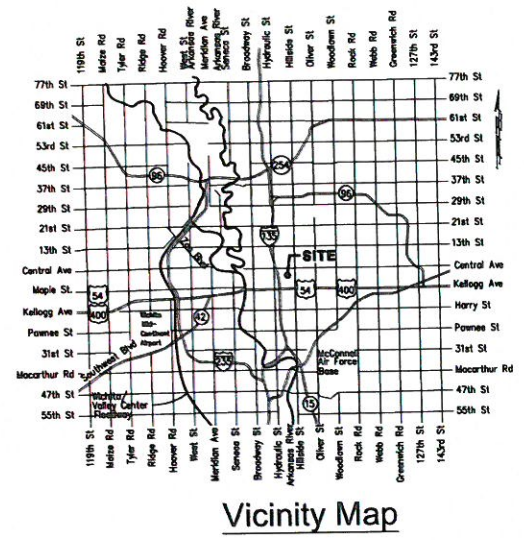 119th St
Maize Rd
Tyler Rd
Ridge Rd
Hoover Rd
West St
Arkansas River
Meridian Ave
Arkansas River
Seneca St
Broadway St
Hydraulic St
Hillside St
Oliver St
Woodlawn St
Rock Rd
Webb Rd
Greenwich Rd
127th St
143rd St
77th St
69th St
61st St
53rd St
45th St
37th St
29th St
21st St
13th St
Central Ave
Maple St
Kellogg Ave
Pawnee St
31st St
Macarthur Rd
47th St
55th St
77th St
69th St
61st St
53rd St
45th St
37th St
29th St
21st St
13th St
Central Ave
Kellogg Ave
Harry St
Pawnee St
31st St
Macarthur Rd
47th St
55th St
96
254
96
135
Zoo Blvd
SITE
54
400
54
400
42
Wichita
Mid-
Continent
Airport
Southwest Blvd
235
McConnell
Air Force
Base
Wichita/
Valley Center
Floodway
15
119th St
Maize Rd
Tyler Rd
Ridge Rd
Hoover Rd
West St
Meridian Ave
Seneca St
Broadway St
Hydraulic St
Arkansas River
Hillside St
Oliver St
Woodlawn St
Rock Rd
Webb Rd
Greenwich Rd
127th St
143rd St
Vicinity Map